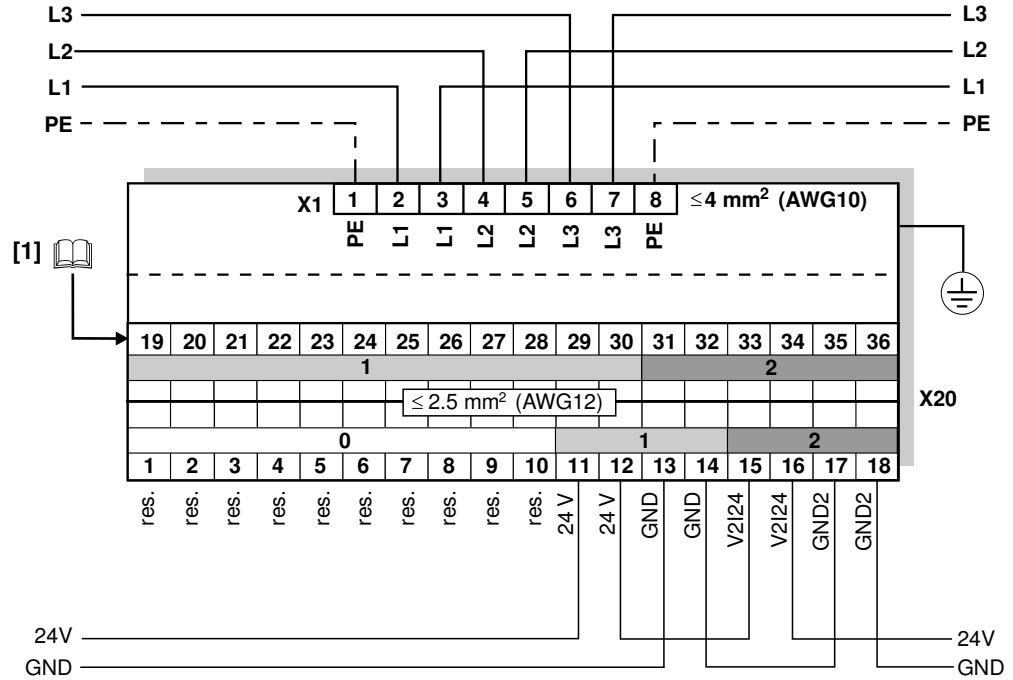 L3 L3
L2 L2
L1 L1
PE PE
X1 1 2 3 4 5 6 7 8 ≤4 mm² (AWG10)
PE L1 L1 L2 L2 L3 L3 PE
[1]
19 20 21 22 23 24 25 26 27 28 29 30 31 32 33 34 35 36
1 2
≤ 2.5 mm² (AWG12) X20
0 1 2
1 2 3 4 5 6 7 8 9 10 11 12 13 14 15 16 17 18
res. res. res. res. res. res. res. res. res. res. 24 V 24 V GND GND V2I24 V2I24 GND2 GND2
24V 24V
GND GND